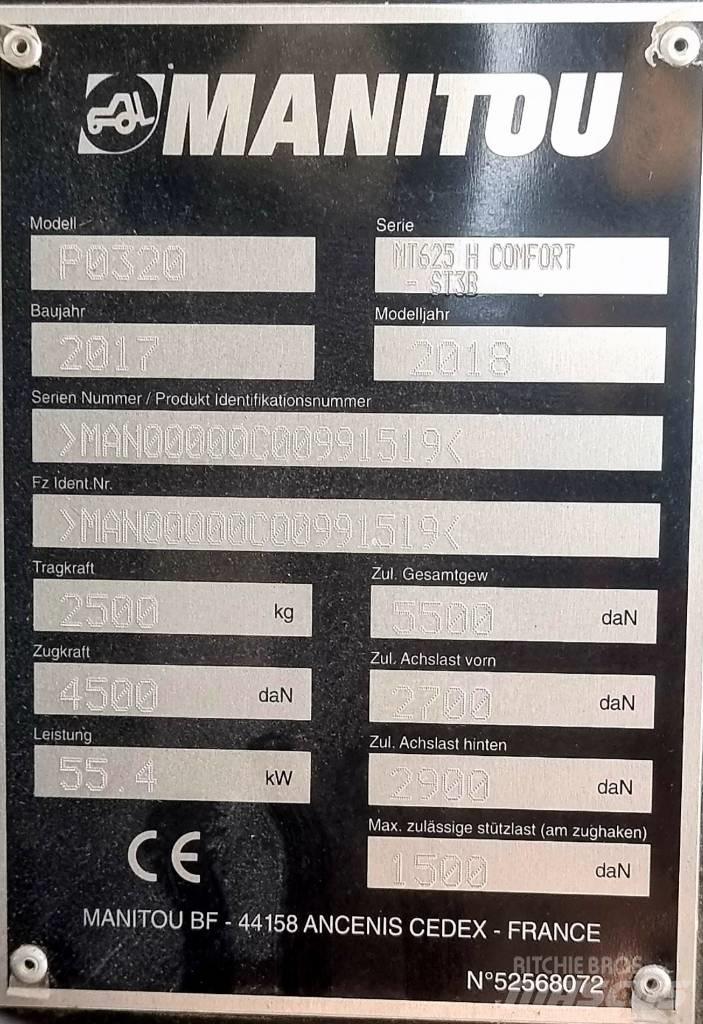 MANITOU
Modell
P0320
Serie
MT625 H COMFORT
- ST3B
Baujahr
2017
Modelljahr
2018
Serien Nummer / Produkt Identifikationsnummer
>MAN00000C00991519<
Fz Ident.Nr.
>MAN00000C00991519<
Tragkraft
2500 kg
Zul. Gesamtgew
5500 daN
Zugkraft
4500 daN
Zul. Achslast vorn
2700 daN
Leistung
55.4 kW
Zul. Achslast hinten
2900 daN
Max. zulässige stützlast (am zughaken)
1500 daN
CE
MANITOU BF - 44158 ANCENIS CEDEX - FRANCE
RITCHIE BROS
N°52568072